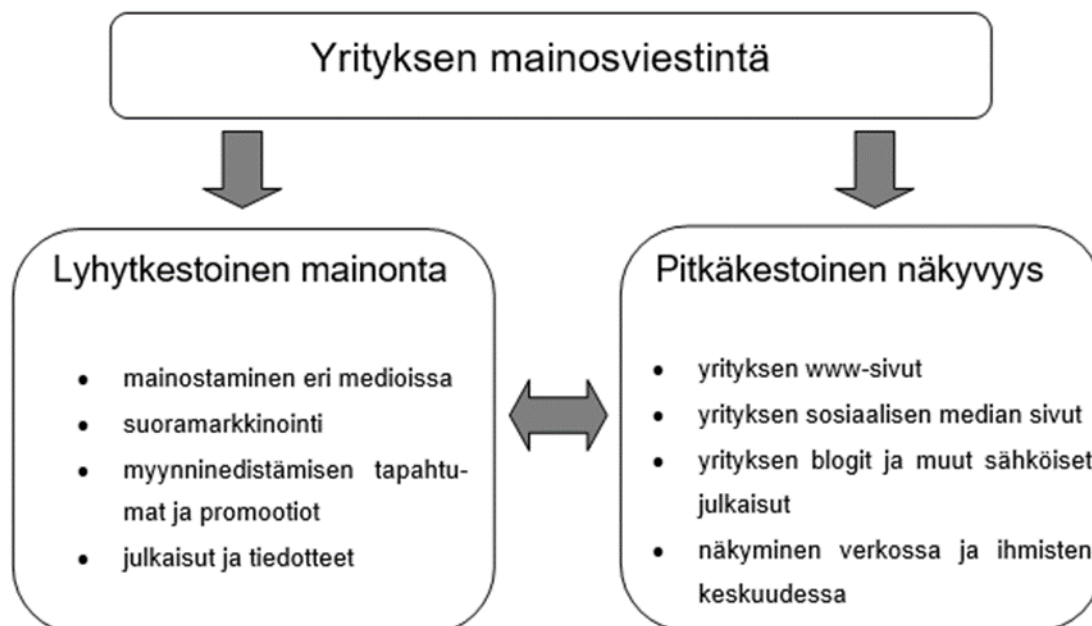 Yrityksen mainosviestintä
Lyhytkestoinen mainonta
• mainostaminen eri medioissa
• suoramarkkinointi
• myynninedistämisen tapahtu-
mat ja promootiot
• julkaisut ja tiedotteet
Pitkäkestoinen näkyvyys
• yrityksen www-sivut
• yrityksen sosiaalisen median sivut
• yrityksen blogit ja muut sähköiset
julkaisut
• näkyminen verkossa ja ihmisten
keskuudessa